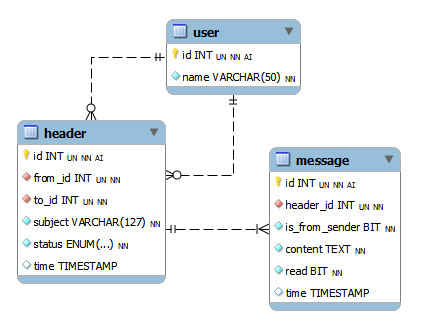 user
id INT UN NN AI
name VARCHAR(50) NN
header
id INT UN NN AI
from_id INT UN NN
to_id INT UN NN
subject VARCHAR(127) NN
status ENUM(...) NN
time TIMESTAMP
message
id INT UN NN AI
header_id INT UN NN
is_from_sender BIT NN
content TEXT NN
read BIT NN
time TIMESTAMP